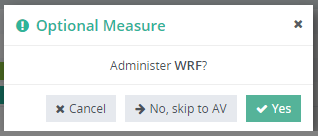 Optional Measure
Administer WRF?
Cancel
No, skip to AV
Yes